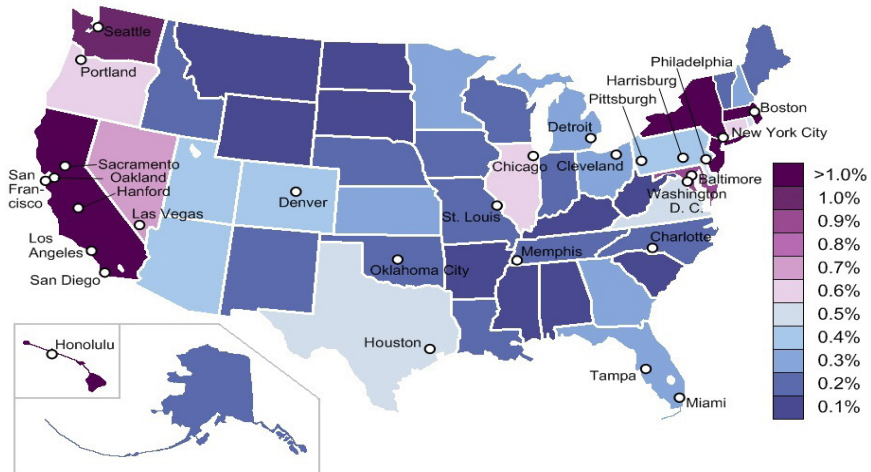 Seattle
Portland
Sacramento
Oakland
San
Fran-
cisco
Hanford
Las Vegas
Los
Angeles
San Diego
Denver
Oklahoma City
Houston
St. Louis
Chicago
Memphis
Detroit
Cleveland
Pittsburgh
Harrisburg
Philadelphia
Boston
New York City
Baltimore
Washington
D. C.
Charlotte
Tampa
Miami
Honolulu
>1.0%
1.0%
0.9%
0.8%
0.7%
0.6%
0.5%
0.4%
0.3%
0.2%
0.1%